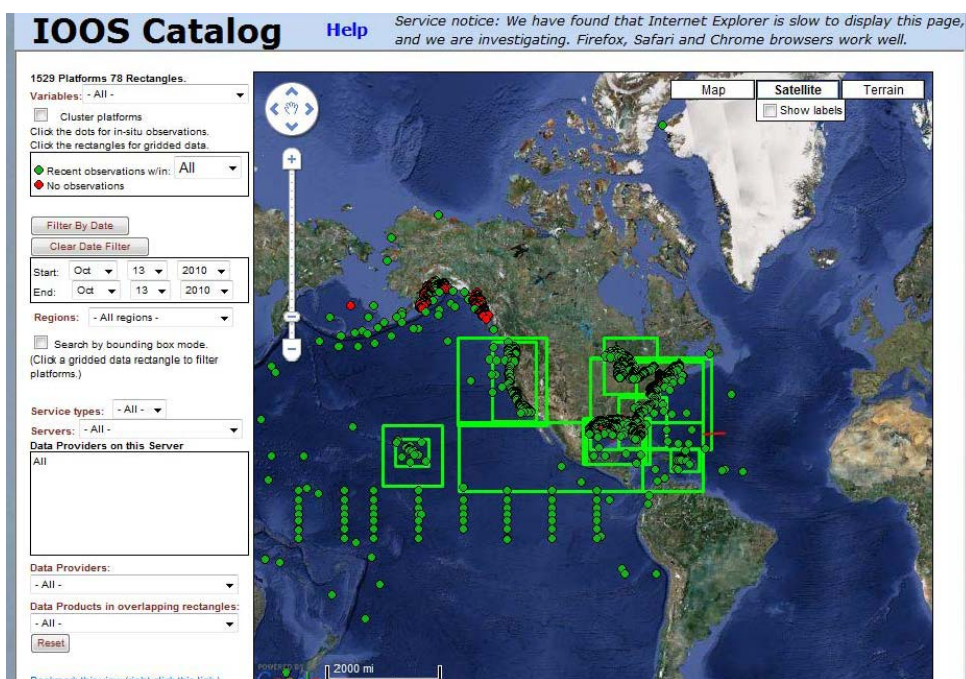 IOOS Catalog
Help
Service notice: We have found that Internet Explorer is slow to display this page,
and we are investigating. Firefox, Safari and Chrome browsers work well.
1529 Platforms 78 Rectangles.
Variables: - All -
Cluster platforms
Click the dots for in-situ observations.
Click the rectangles for gridded data.
Recent observations w/in: All
No observations
Filter By Date
Clear Date Filter
Start: Oct 13 2010
End: Oct 13 2010
Regions: - All regions -
Search by bounding box mode.
(Click a gridded data rectangle to filter
platforms.)
Service types: - All -
Servers: - All -
Data Providers on this Server
All
Data Providers:
- All -
Data Products in overlapping rectangles:
- All -
Reset
Map Satellite Terrain
Show labels
POWERED BY
2000 mi